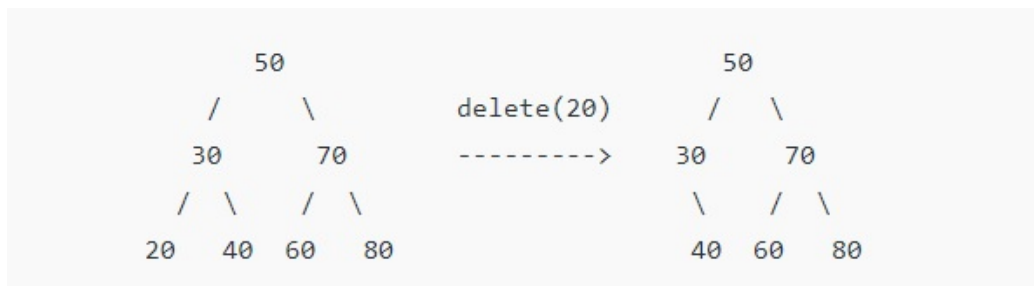 50 50
/ \ delete(20) / \
30 70 ---------> 30 70
/ \ / \ \ / \
20 40 60 80 40 60 80